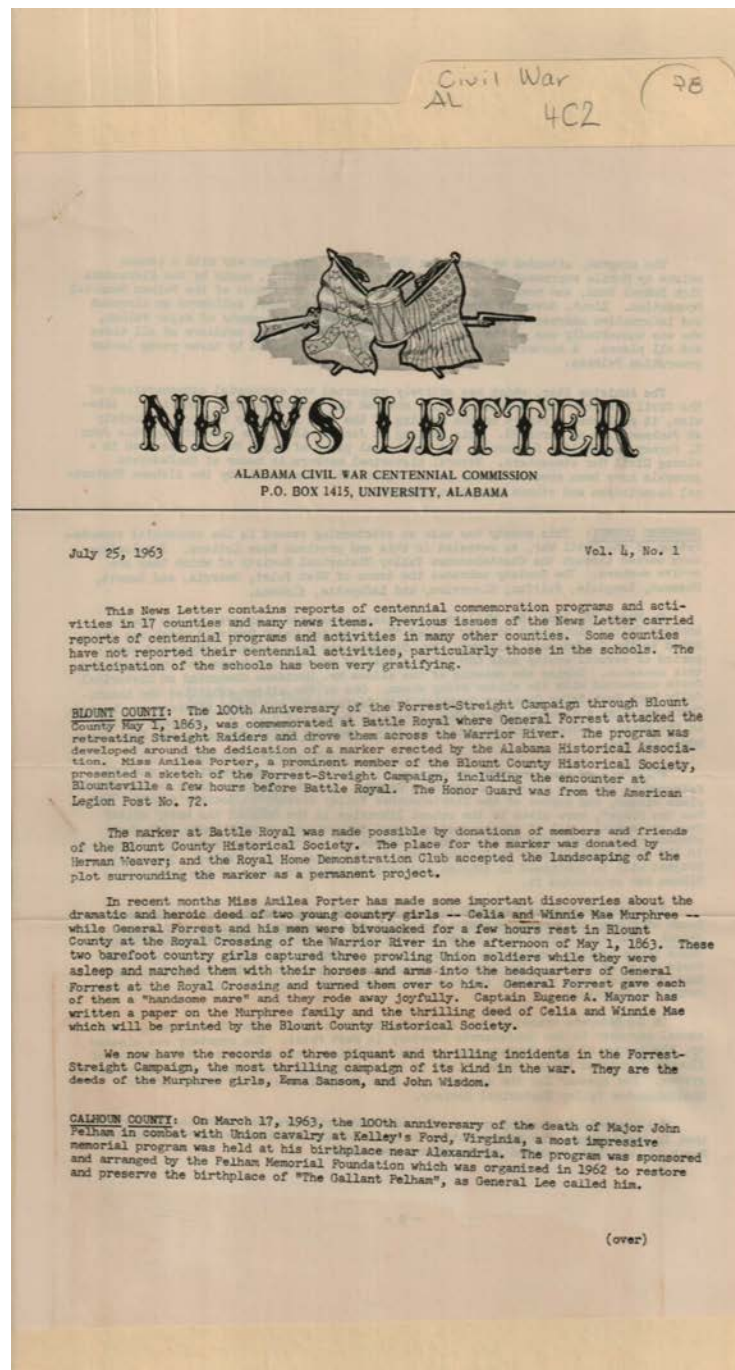 Civil War
AL
4C2
NEWS LETTER
ALABAMA CIVIL WAR CENTENNIAL COMMISSION
P.O. BOX 1415, UNIVERSITY, ALABAMA
July 25, 1963 Vol. 4, No. 1
This News Letter contains reports of centennial commemoration programs and acti-
vities in 17 counties and many news items. Previous issues of the News Letter carried
reports of centennial programs and activities in many other counties. Some counties
have not reported their centennial activities, particularly those in the schools. The
participation of the schools has been very gratifying.
BLOUNT COUNTY: The 100th Anniversary of the Forrest-Streight Campaign through Blount
County May 1, 1863, was commemorated at Battle Royal where General Forrest attacked the
retreating Streight Raiders and drove them across the Warrior River. The program was
developed around the dedication of a marker erected by the Alabama Historical Associa-
tion. Miss Amilea Porter, a prominent member of the Blount County Historical Society,
presented a sketch of the Forrest-Streight Campaign, including the encounter at
Blountsville a few hours before Battle Royal. The Honor Guard was from the American
Legion Post No. 72.
The marker at Battle Royal was made possible by donations of members and friends
of the Blount County Historical Society. The place for the marker was donated by
Herman Weaver; and the Royal Home Demonstration Club accepted the landscaping of the
plot surrounding the marker as a permanent project.
In recent months Miss Amilea Porter has made some important discoveries about the
dramatic and heroic deed of two young country girls -- Celia and Winnie Mae Murphree --
while General Forrest and his men were bivouacked for a few hours rest in Blount
County at the Royal Crossing of the Warrior River in the afternoon of May 1, 1863. These
two barefoot country girls captured three prowling Union soldiers while they were
asleep and marched them with their horses and arms into the headquarters of General
Forrest at the Royal Crossing and turned them over to him. General Forrest gave each
of them a "handsome mare" and they rode away joyfully. Captain Eugene A. Maynor has
written a paper on the Murphree family and the thrilling deed of Celia and Winnie Mae
which will be printed by the Blount County Historical Society.
We now have the records of three piquant and thrilling incidents in the Forrest-
Streight Campaign, the most thrilling campaign of its kind in the war. They are the
deeds of the Murphree girls, Emma Sansom, and John Wisdom.
CALHOUN COUNTY: On March 17, 1963, the 100th anniversary of the death of Major John
Pelham in combat with Union cavalry at Kelley's Ford, Virginia, a most impressive
memorial program was held at his birthplace near Alexandria. The program was sponsored
and arranged by the Pelham Memorial Foundation which was organized in 1962 to restore
and preserve the birthplace of "The Gallant Pelham", as General Lee called him.
(over)